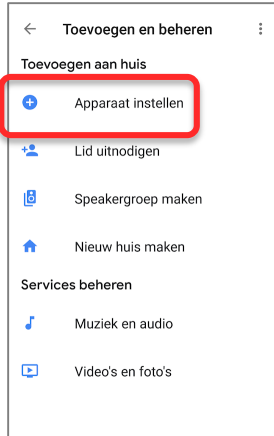 Toevoegen en beheren
Toevoegen aan huis
Apparaat instellen
Lid uitnodigen
Speakergroep maken
Nieuw huis maken
Services beheren
Muziek en audio
Video's en foto's